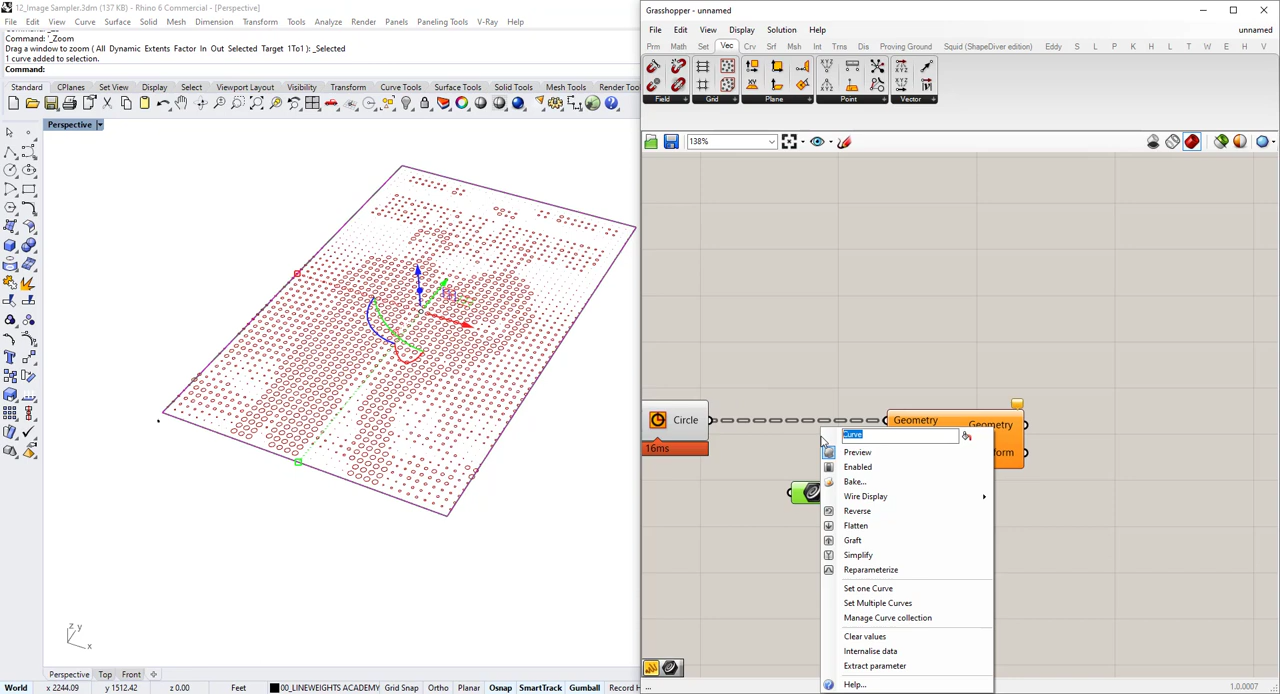 12_Image Sampler.3dm (137 KB) - Rhino 6 Commercial - [Perspective]
File Edit View Curve Surface Solid Mesh Dimension Transform Tools Analyze Render Panels Paneling Tools V-Ray Help
Command: '_Zoom
Drag a window to zoom ( All Dynamic Extents Factor In Out Selected Target 1To1 ): _Selected
1 curve added to selection.
Command:
Standard CPlanes Set View Display Select Viewport Layout Visibility Transform Curve Tools Surface Tools Solid Tools Mesh Tools Render Too
Perspective
z y
x
Perspective Top Front
World x 2244.09 y 1512.42 z 0.00 Feet 00_LINEWEIGHTS ACADEMY Grid Snap Ortho Planar Osnap SmartTrack Gumball Record H
Grasshopper - unnamed
File Edit View Display Solution Help unnamed
Prm Math Set Vec Crv Srf Msh Int Trns Dis Proving Ground Squid (ShapeDiver edition) Eddy S L P K H L T W E H V
Field Grid Plane Point Vector
138%
Circle
16ms
Geometry
Geometry
Curve
Preview
Enabled
Bake...
Wire Display
Reverse
Flatten
Graft
Simplify
Reparameterize
Set one Curve
Set Multiple Curves
Manage Curve collection
Clear values
Internalise data
Extract parameter
Help...
...
1.0.0007